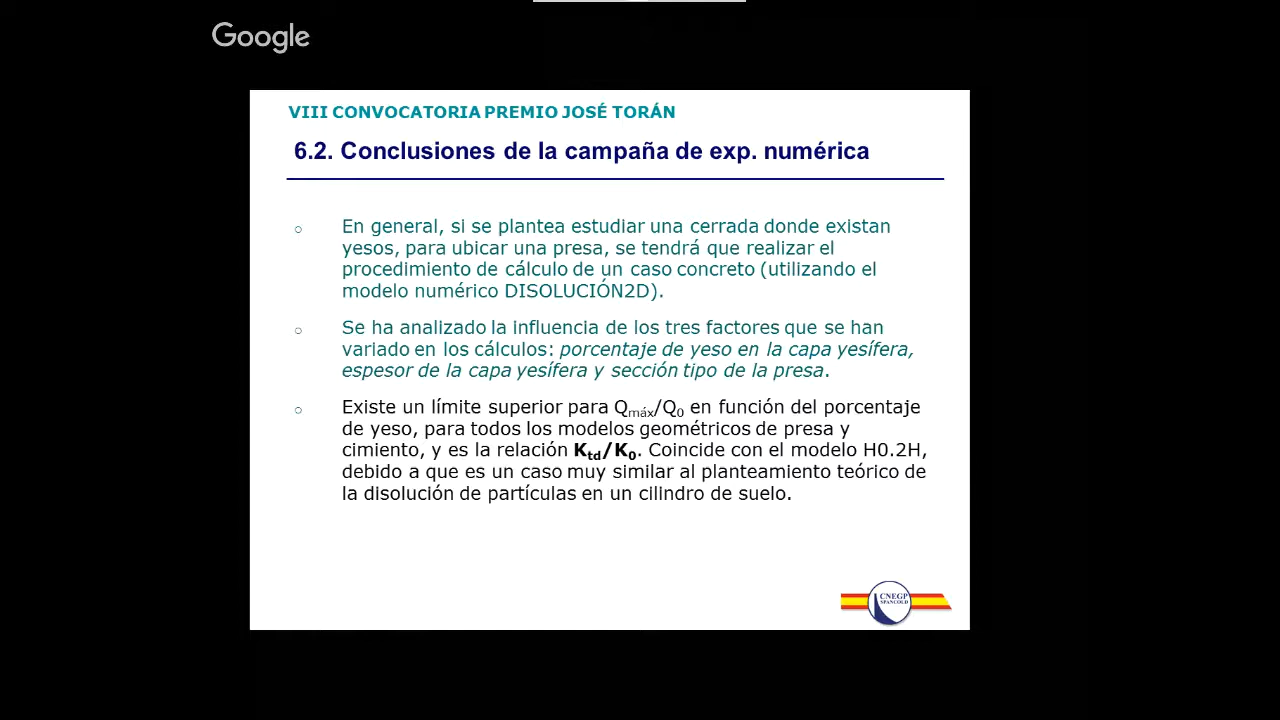 Google
VIII CONVOCATORIA PREMIO JOSÉ TORÁN
6.2. Conclusiones de la campaña de exp. numérica
En general, si se plantea estudiar una cerrada donde existan
yesos, para ubicar una presa, se tendrá que realizar el
procedimiento de cálculo de un caso concreto (utilizando el
modelo numérico DISOLUCIÓN2D).
Se ha analizado la influencia de los tres factores que se han
variado en los cálculos: porcentaje de yeso en la capa yesífera,
espesor de la capa yesífera y sección tipo de la presa.
Existe un límite superior para Qmáx/Q0 en función del porcentaje
de yeso, para todos los modelos geométricos de presa y
cimiento, y es la relación Ktd/K0. Coincide con el modelo H0.2H,
debido a que es un caso muy similar al planteamiento teórico de
la disolución de partículas en un cilindro de suelo.
CNEGP
SPANCOLD